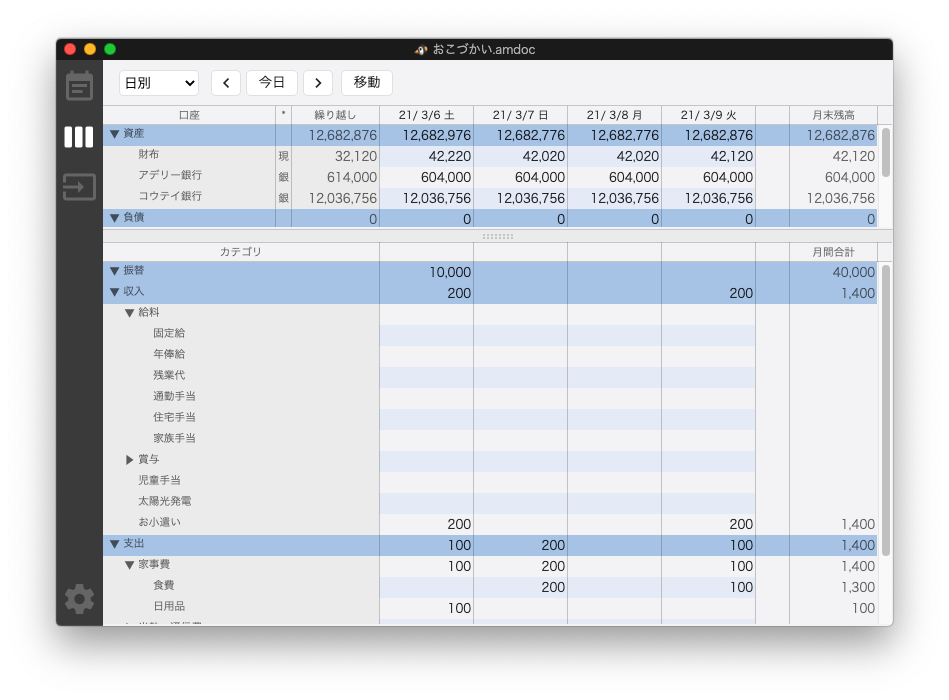 おこづかい.amdoc
日別 今日 移動
口座 * 繰り越し 21/ 3/6 土 21/ 3/7 日 21/ 3/8 月 21/ 3/9 火 月末残高
資産 12,682,876 12,682,976 12,682,776 12,682,776 12,682,876 12,682,876
財布 現 32,120 42,220 42,020 42,020 42,120 42,120
アデリー銀行 銀 614,000 604,000 604,000 604,000 604,000 604,000
コウテイ銀行 銀 12,036,756 12,036,756 12,036,756 12,036,756 12,036,756 12,036,756
負債 0 0 0 0 0 0
カテゴリ 月間合計
振替 10,000 40,000
収入 200 200 1,400
給料
固定給
年俸給
残業代
通勤手当
住宅手当
家族手当
賞与
児童手当
太陽光発電
お小遣い 200 200 1,400
支出 100 200 100 1,400
家事費 100 200 100 1,400
食費 200 100 1,300
日用品 100 100